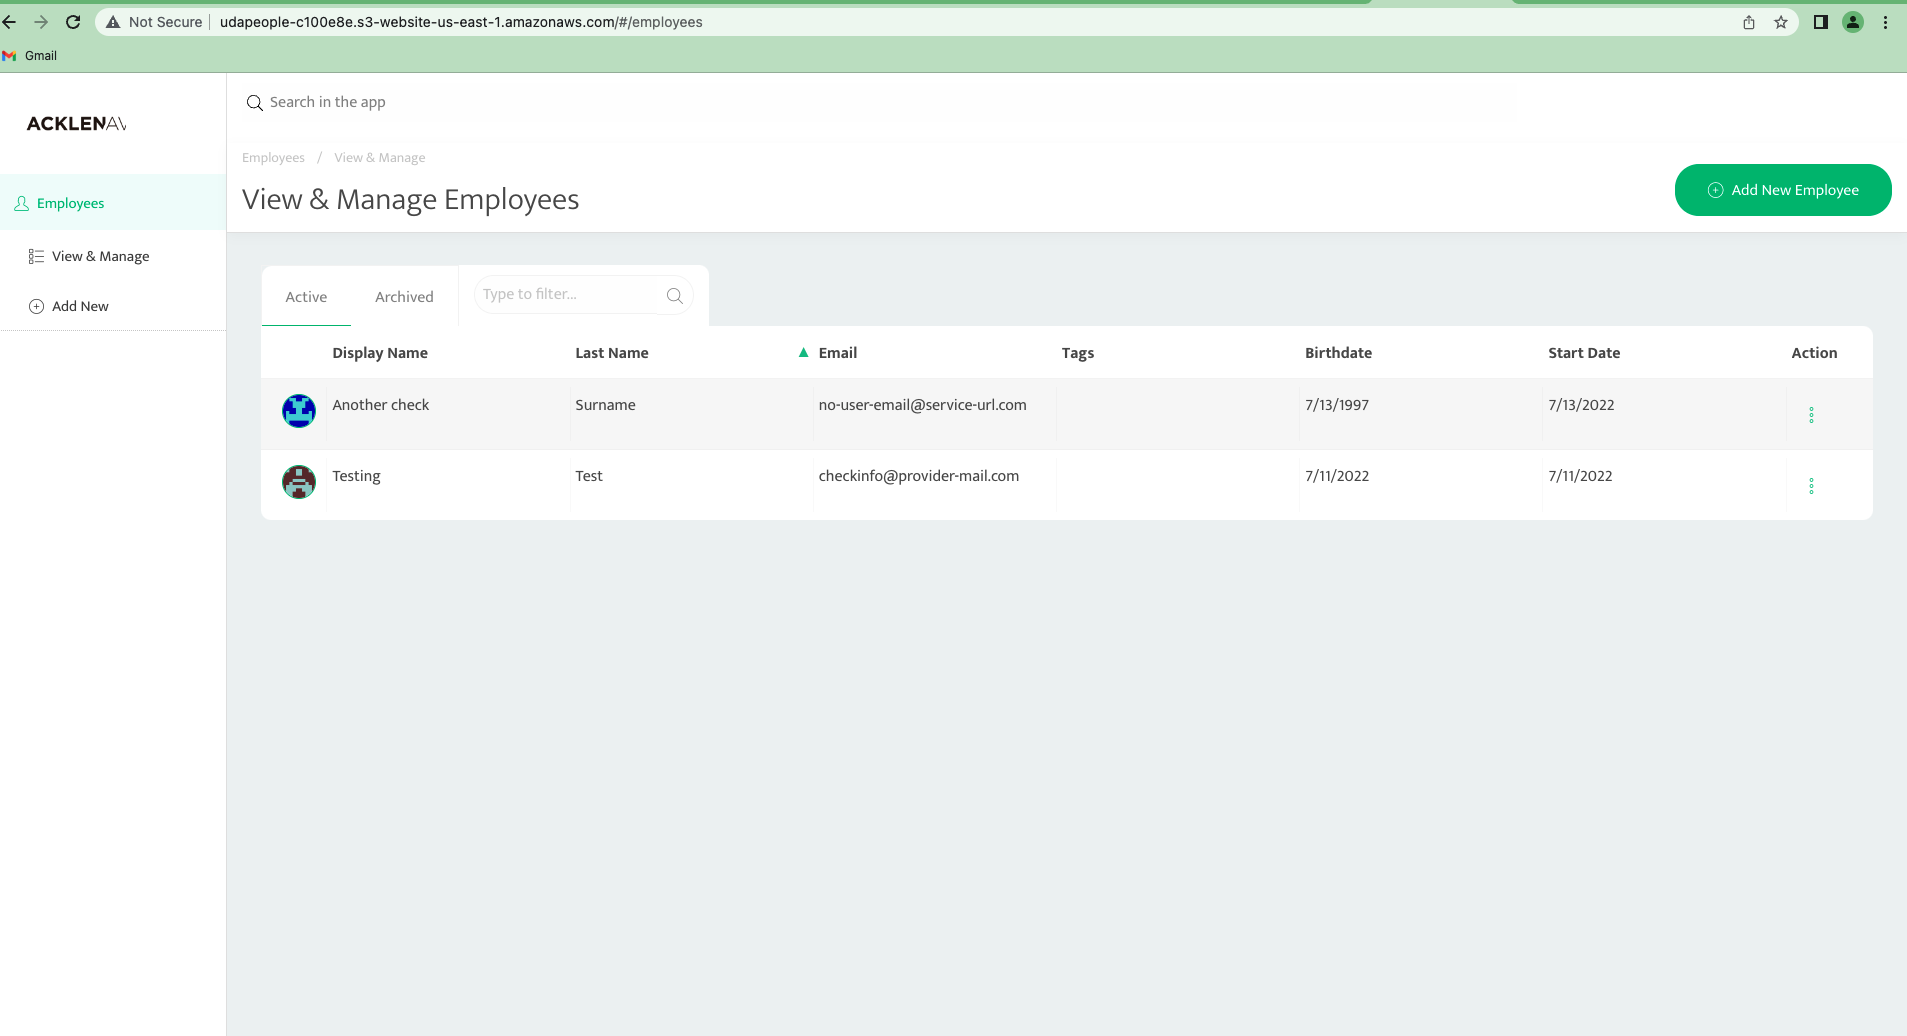 Not Secure
udapeople-c100e8e.s3-website-us-east-1.amazonaws.com/#/employees
Gmail
ACKLENAV
Search in the app
Employees / View & Manage
View & Manage Employees
Add New Employee
Employees
View & Manage
Add New
Active Archived Type to filter...
Display Name Last Name Email Tags Birthdate Start Date Action
Another check Surname no-user-email@service-url.com 7/13/1997 7/13/2022
Testing Test checkinfo@provider-mail.com 7/11/2022 7/11/2022